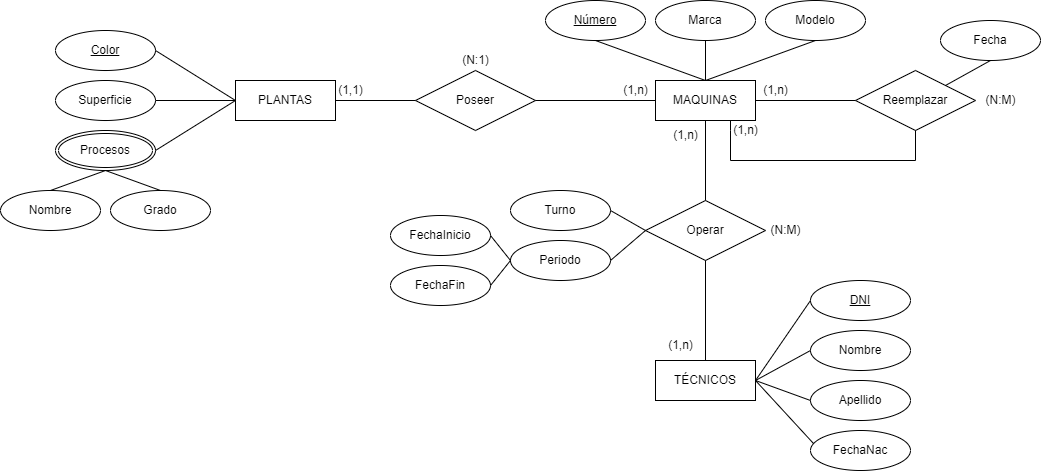 Número
Marca
Modelo
Fecha
Color
(N:1)
Superficie
PLANTAS
(1,1)
Poseer
(1,n)
MAQUINAS
(1,n)
Reemplazar
(N:M)
(1,n)
(1,n)
Procesos
Nombre
Grado
Turno
FechaInicio
Operar
(N:M)
Periodo
FechaFin
DNI
(1,n)
Nombre
TÉCNICOS
Apellido
FechaNac